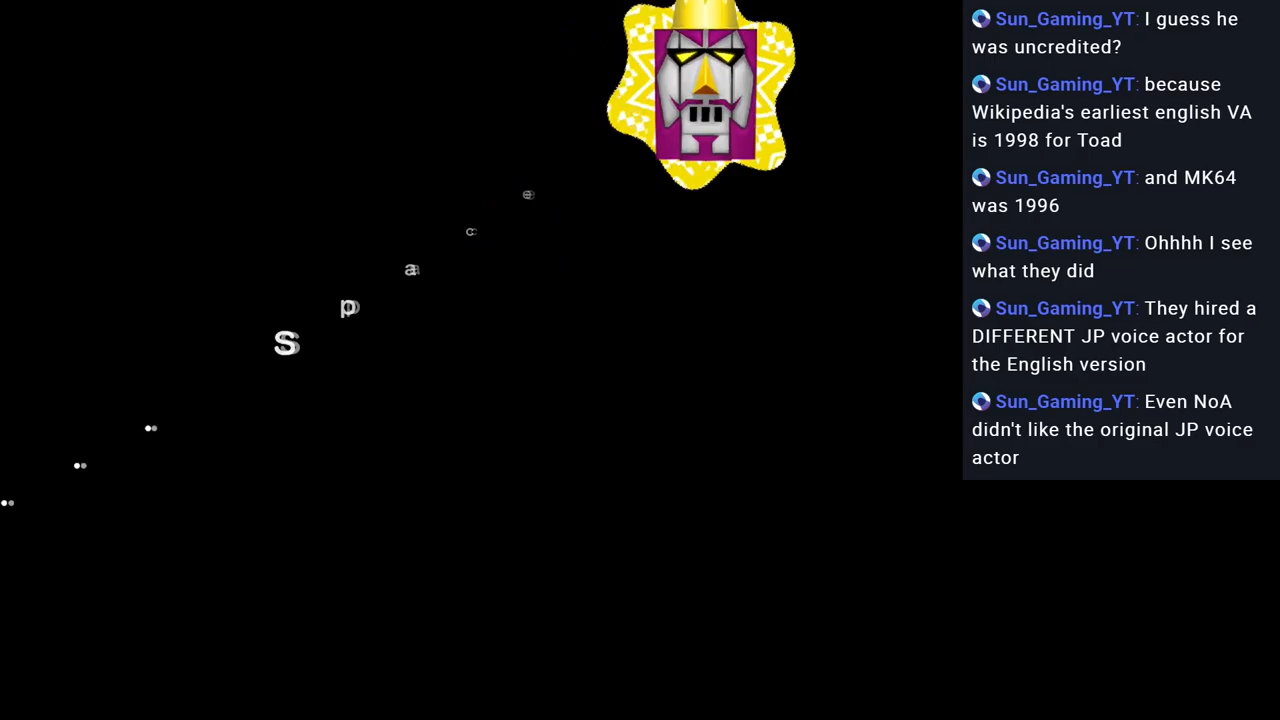 Sun_Gaming_YT: I guess he
was uncredited?
Sun_Gaming_YT: because
Wikipedia's earliest english VA
is 1998 for Toad
Sun_Gaming_YT: and MK64
was 1996
Sun_Gaming_YT: Ohhhh I see
what they did
Sun_Gaming_YT: They hired a
DIFFERENT JP voice actor for
the English version
Sun_Gaming_YT: Even NoA
didn't like the original JP voice
actor
Space...